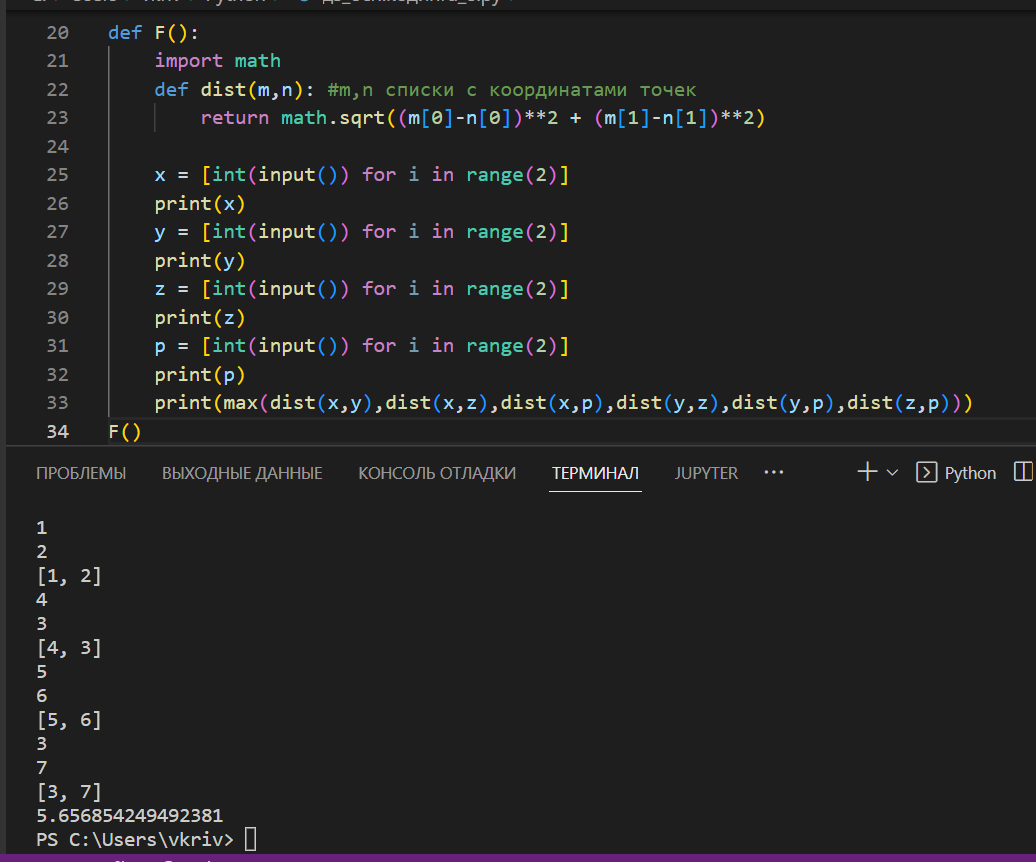 20 def F():
21     import math
22     def dist(m,n): #m,n списки с координатами точек
23         return math.sqrt((m[0]-n[0])**2 + (m[1]-n[1])**2)
24
25     x = [int(input()) for i in range(2)]
26     print(x)
27     y = [int(input()) for i in range(2)]
28     print(y)
29     z = [int(input()) for i in range(2)]
30     print(z)
31     p = [int(input()) for i in range(2)]
32     print(p)
33     print(max(dist(x,y),dist(x,z),dist(x,p),dist(y,z),dist(y,p),dist(z,p)))
34 F()
ПРОБЛЕМЫ ВЫХОДНЫЕ ДАННЫЕ КОНСОЛЬ ОТЛАДКИ ТЕРМИНАЛ JUPYTER ··· Python
1
2
[1, 2]
4
3
[4, 3]
5
6
[5, 6]
3
7
[3, 7]
5.656854249492381
PS C:\Users\vkriv>